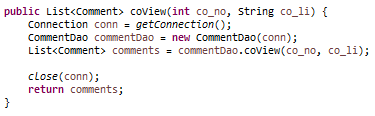 public List<Comment> coView(int co_no, String co_li) {
    Connection conn = getConnection();
    CommentDao commentDao = new CommentDao(conn);
    List<Comment> comments = commentDao.coView(co_no, co_li);

    close(conn);
    return comments;
}